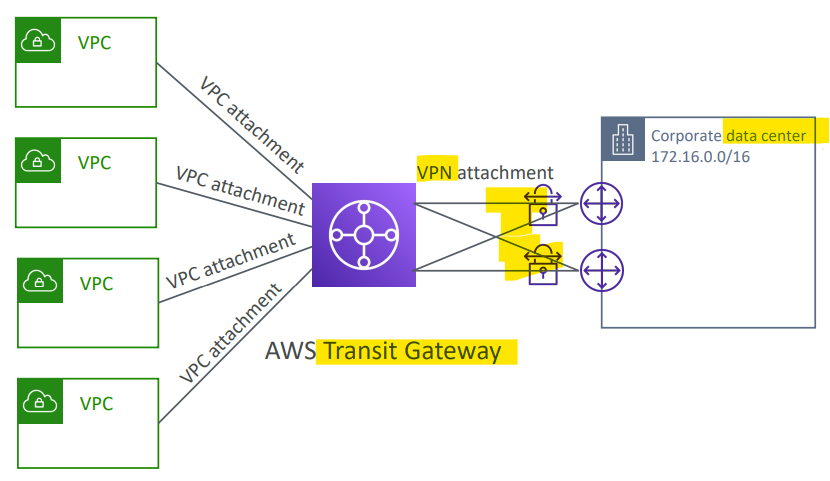 VPC
VPC attachment
VPC
VPC attachment
VPC
VPC attachment
VPC
VPC attachment
AWS Transit Gateway
VPN attachment
Corporate data center
172.16.0.0/16